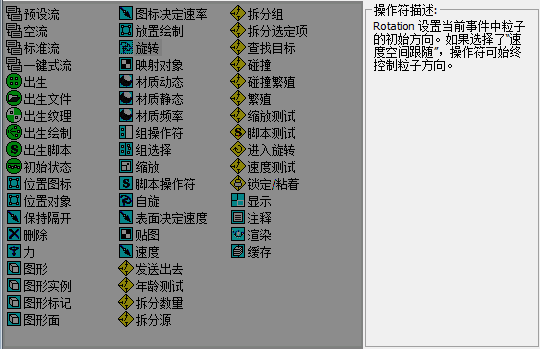 预设流
空流
标准流
一键式流
出生
出生文件
出生纹理
出生绘制
出生脚本
初始状态
位置图标
位置对象
保持隔开
删除
力
图形
图形实例
图形标记
图形面
图标决定速率
放置绘制
旋转
映射对象
材质动态
材质静态
材质频率
组操作符
组选择
缩放
脚本操作符
自旋
表面决定速度
贴图
速度
发送出去
年龄测试
拆分数量
拆分源
拆分组
拆分选定项
查找目标
碰撞
碰撞繁殖
繁殖
缩放测试
脚本测试
进入旋转
速度测试
锁定/粘着
显示
注释
渲染
缓存
操作符描述:
Rotation 设置当前事件中粒子
的初始方向。如果选择了“速
度空间跟随”，操作符可始终
控制粒子方向。